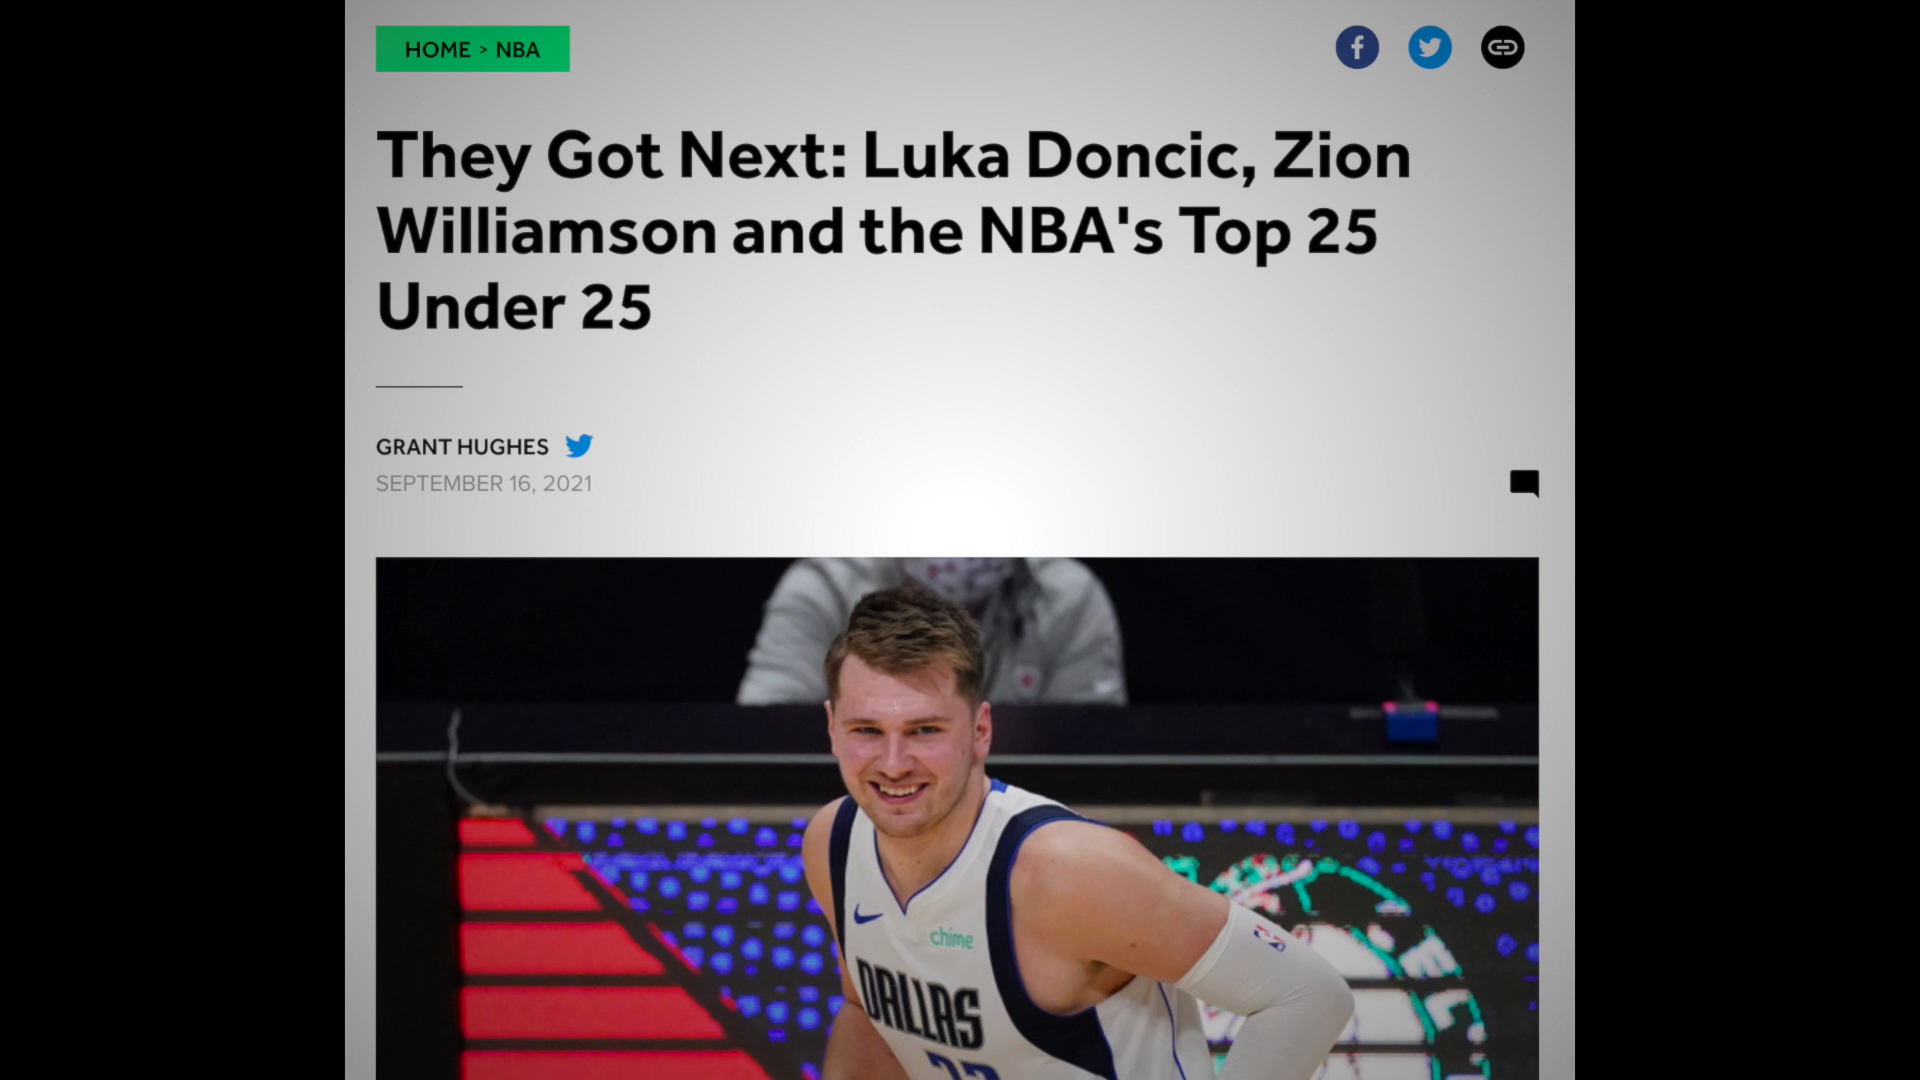 HOME > NBA
They Got Next: Luka Doncic, Zion
Williamson and the NBA's Top 25
Under 25
GRANT HUGHES
SEPTEMBER 16, 2021
chime
DALLAS